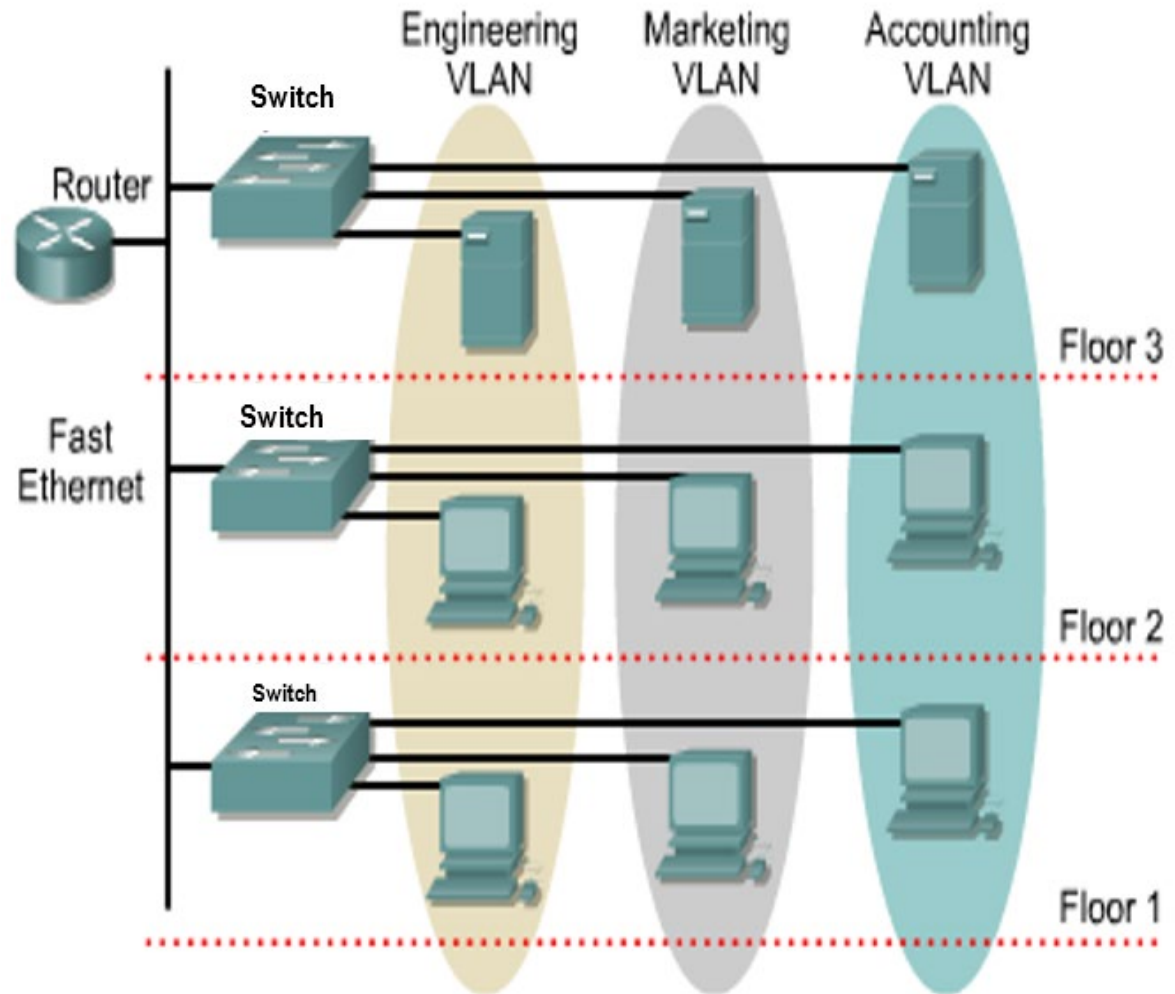 Engineering
VLAN
Marketing
VLAN
Accounting
VLAN
Switch
Router
Floor 3
Switch
Fast
Ethernet
Floor 2
Switch
Floor 1